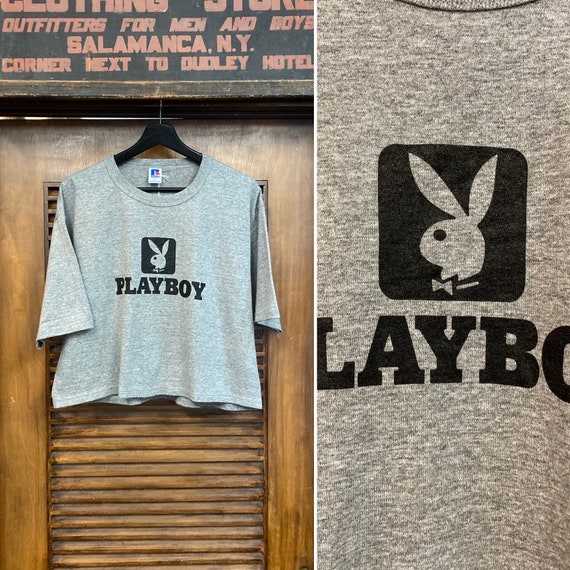 CLOTHING STORE
OUTFITTERS FOR MEN AND BOYS
SALAMANCA, N.Y.
CORNER NEXT TO DUDLEY HOTEL
PLAYBOY
LAYBO